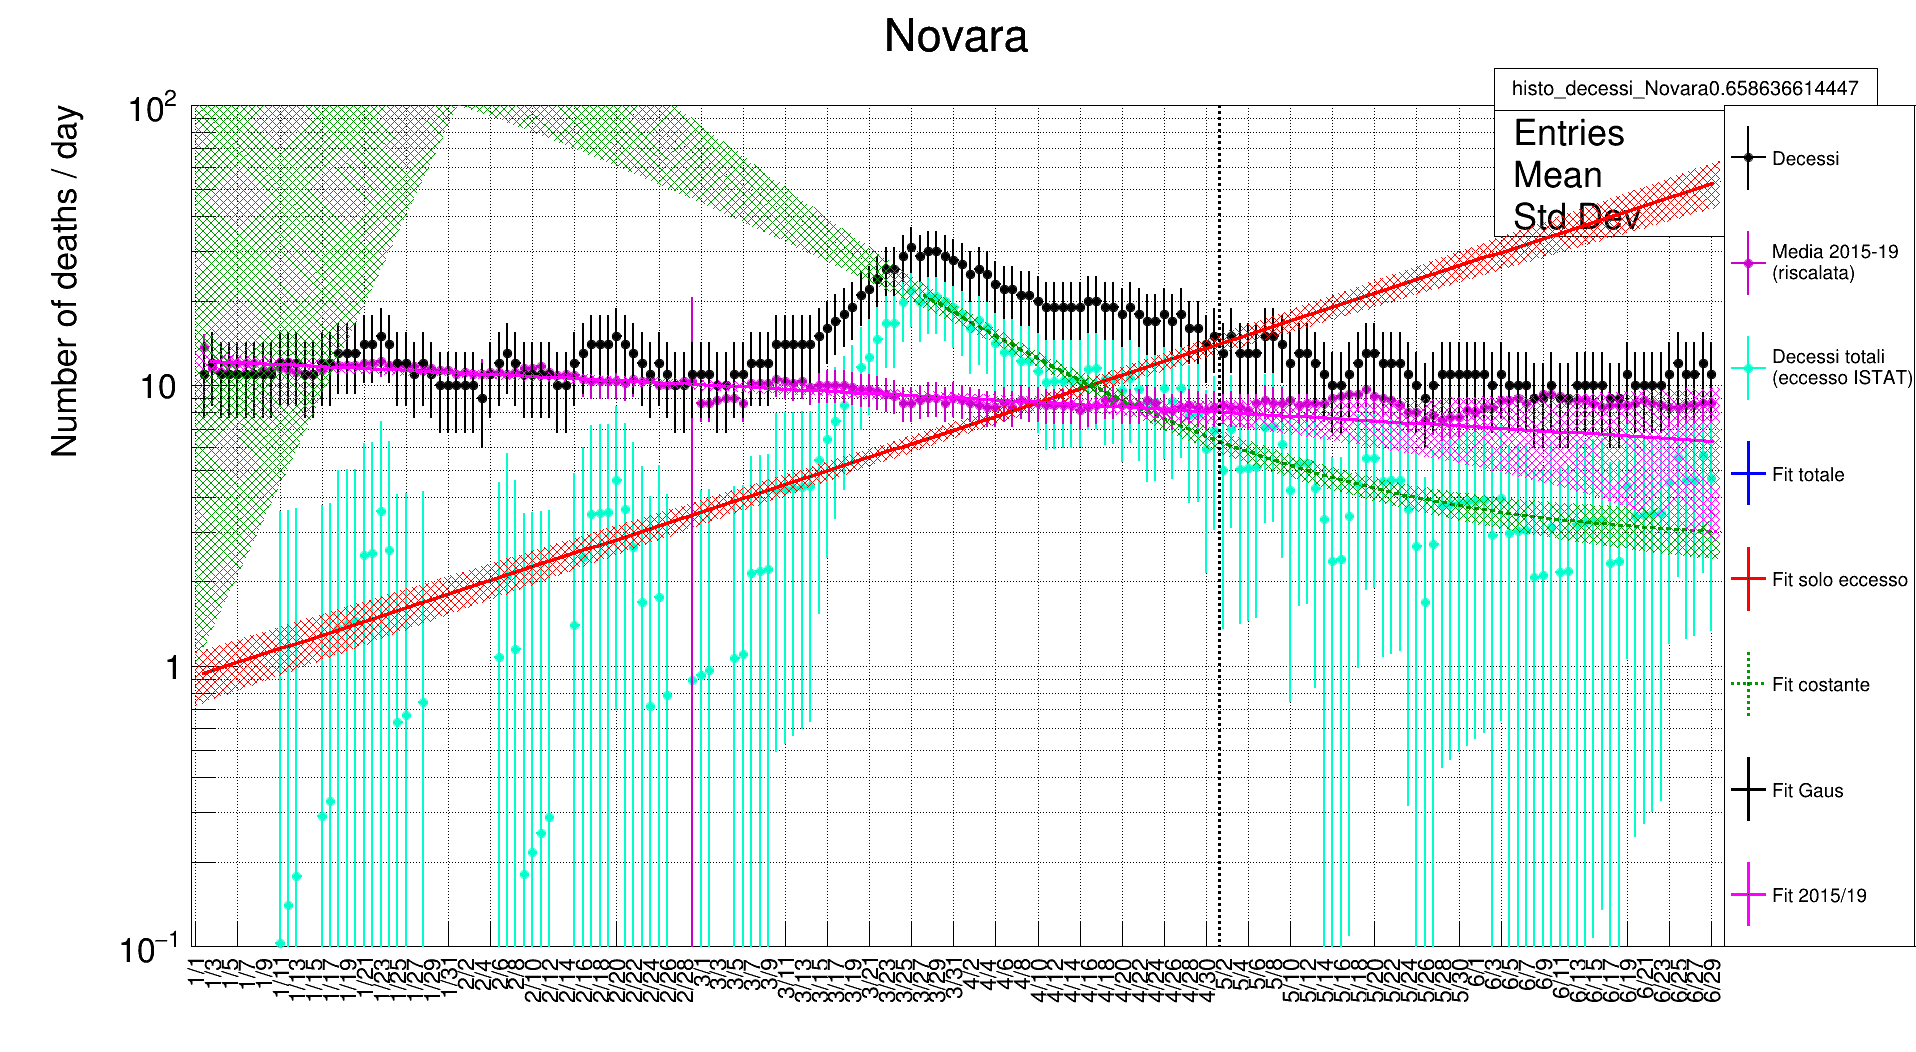 Novara
Number of deaths / day
10²
10
1
10⁻¹
histo_decessi_Novara0.658636614447
Entries
Mean
Std Dev
Decessi
Media 2015-19
(riscalata)
Decessi totali
(eccesso ISTAT)
Fit totale
Fit solo eccesso
Fit costante
Fit Gaus
Fit 2015/19
1/1 1/3 1/5 1/7 1/9 1/11 1/13 1/15 1/17 1/19 1/21 1/23 1/25 1/27 1/29 1/31 2/2 2/4 2/6 2/8 2/10 2/12 2/14 2/16 2/18 2/20 2/22 2/24 2/26 2/28 3/1 3/3 3/5 3/7 3/9 3/11 3/13 3/15 3/17 3/19 3/21 3/23 3/25 3/27 3/29 3/31 4/2 4/4 4/6 4/8 4/10 4/12 4/14 4/16 4/18 4/20 4/22 4/24 4/26 4/28 4/30 5/2 5/4 5/6 5/8 5/10 5/12 5/14 5/16 5/18 5/20 5/22 5/24 5/26 5/28 5/30 6/1 6/3 6/5 6/7 6/9 6/11 6/13 6/15 6/17 6/19 6/21 6/23 6/25 6/27 6/29